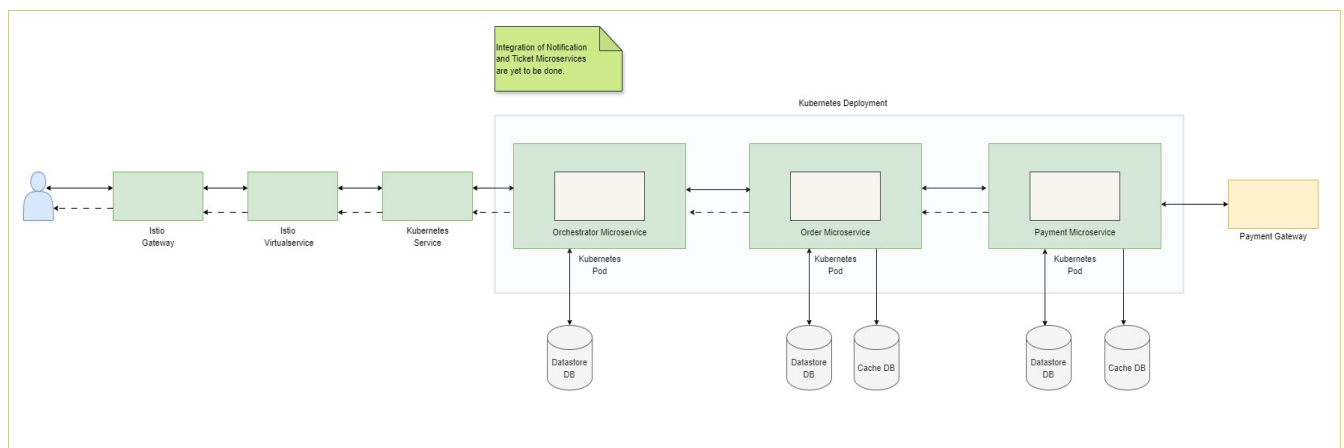 Integration of Notification
and Ticket Microservices
are yet to be done.
Kubernetes Deployment
Istio
Gateway
Istio
Virtualservice
Kubernetes
Service
Orchestrator Microservice
Order Microservice
Payment Microservice
Payment Gateway
Kubernetes
Pod
Kubernetes
Pod
Kubernetes
Pod
Datastore
DB
Datastore
DB
Cache DB
Datastore
DB
Cache DB